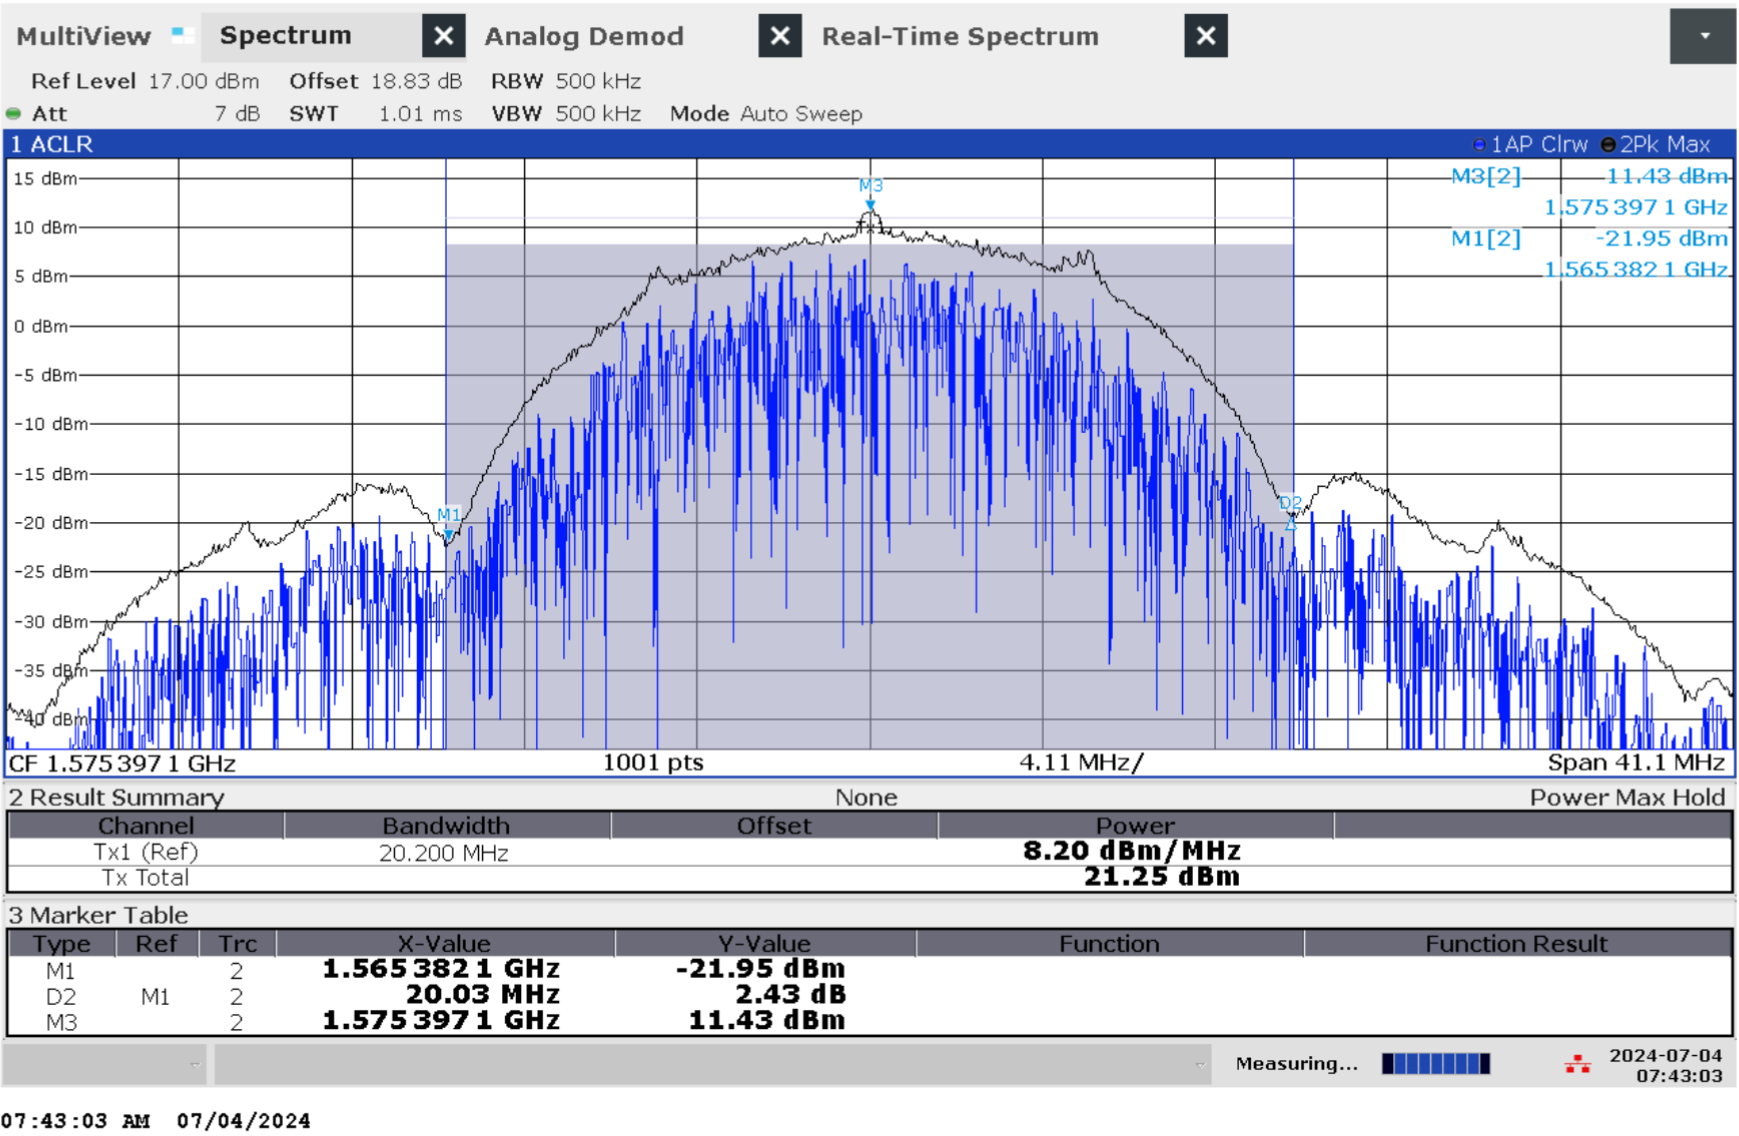 MultiView Spectrum X Analog Demod X Real-Time Spectrum X
Ref Level 17.00 dBm Offset 18.83 dB RBW 500 kHz
Att 7 dB SWT 1.01 ms VBW 500 kHz Mode Auto Sweep
1 ACLR 1AP Clrw 2Pk Max
M3[2] 11.43 dBm
1.575 397 1 GHz
M1[2] -21.95 dBm
1.565 382 1 GHz
15 dBm
10 dBm
5 dBm
0 dBm
-5 dBm
-10 dBm
-15 dBm
-20 dBm
-25 dBm
-30 dBm
-35 dBm
-40 dBm
M3
Tx
M1
D2
CF 1.575 397 1 GHz 1001 pts 4.11 MHz/ Span 41.1 MHz
2 Result Summary None Power Max Hold
Channel Bandwidth Offset Power
Tx1 (Ref) 20.200 MHz 8.20 dBm/MHz
Tx Total 21.25 dBm
3 Marker Table
Type Ref Trc X-Value Y-Value Function Function Result
M1 2 1.565 382 1 GHz -21.95 dBm
D2 M1 2 20.03 MHz 2.43 dB
M3 2 1.575 397 1 GHz 11.43 dBm
Measuring... 2024-07-04
07:43:03
07:43:03 AM 07/04/2024